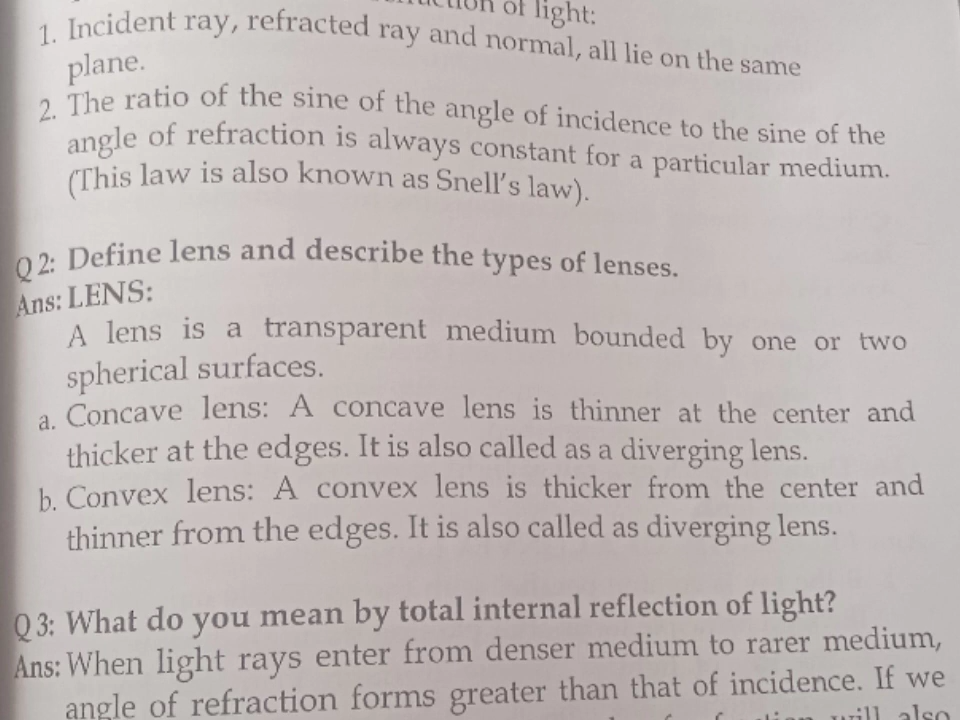 of light:
1. Incident ray, refracted ray and normal, all lie on the same
plane.
2. The ratio of the sine of the angle of incidence to the sine of the
angle of refraction is always constant for a particular medium.
(This law is also known as Snell's law).
Q 2: Define lens and describe the types of lenses.
Ans: LENS:
A lens is a transparent medium bounded by one or two
spherical surfaces.
a. Concave lens: A concave lens is thinner at the center and
thicker at the edges. It is also called as a diverging lens.
b. Convex lens: A convex lens is thicker from the center and
thinner from the edges. It is also called as diverging lens.
Q 3: What do you mean by total internal reflection of light?
Ans: When light rays enter from denser medium to rarer medium,
angle of refraction forms greater than that of incidence. If we
will also